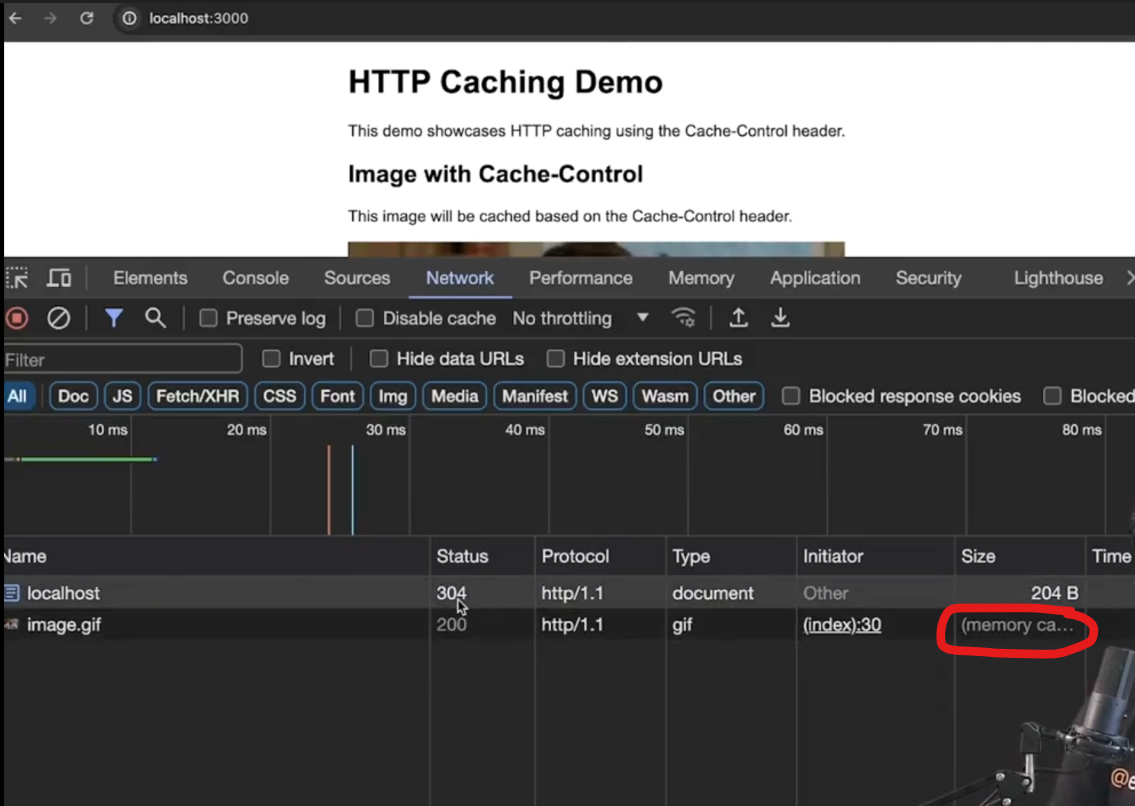 localhost:3000
HTTP Caching Demo
This demo showcases HTTP caching using the Cache-Control header.
Image with Cache-Control
This image will be cached based on the Cache-Control header.
Elements Console Sources Network Performance Memory Application Security Lighthouse
Preserve log Disable cache No throttling
Filter Invert Hide data URLs Hide extension URLs
All Doc JS Fetch/XHR CSS Font Img Media Manifest WS Wasm Other Blocked response cookies Blocked
10 ms 20 ms 30 ms 40 ms 50 ms 60 ms 70 ms 80 ms
Name Status Protocol Type Initiator Size Time
localhost 304 http/1.1 document Other 204 B
image.gif 200 http/1.1 gif (index):30 (memory ca...